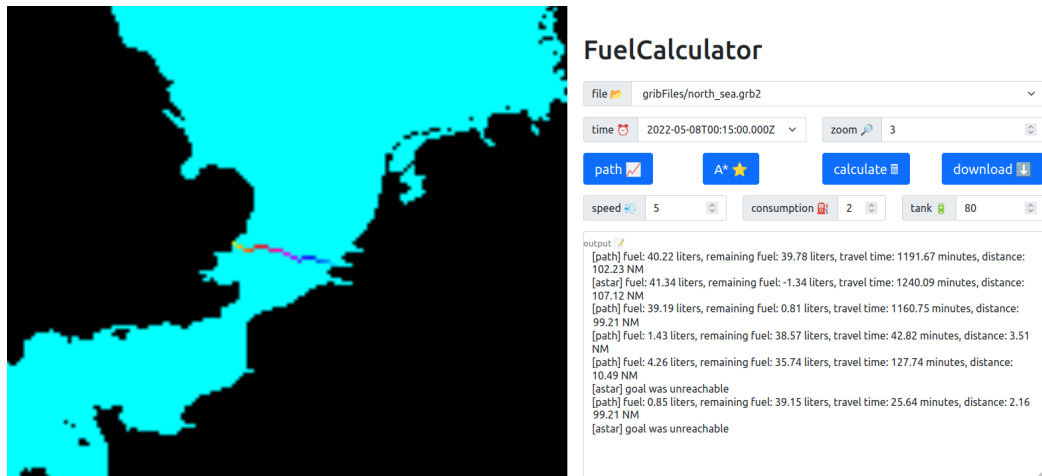 FuelCalculator
file 📂 gribFiles/north_sea.grb2
time ⏰ 2022-05-08T00:15:00.000Z zoom 🔎 3
path 📈 A* ⭐ calculate 🖩 download ⬇️
speed 💨 5 consumption ⛽ 2 tank 🔋 80
output 📝
[path] fuel: 40.22 liters, remaining fuel: 39.78 liters, travel time: 1191.67 minutes, distance:
102.23 NM
[astar] fuel: 41.34 liters, remaining fuel: -1.34 liters, travel time: 1240.09 minutes, distance:
107.12 NM
[path] fuel: 39.19 liters, remaining fuel: 0.81 liters, travel time: 1160.75 minutes, distance:
99.21 NM
[path] fuel: 1.43 liters, remaining fuel: 38.57 liters, travel time: 42.82 minutes, distance: 3.51
NM
[path] fuel: 4.26 liters, remaining fuel: 35.74 liters, travel time: 127.74 minutes, distance:
10.49 NM
[astar] goal was unreachable
[path] fuel: 0.85 liters, remaining fuel: 39.15 liters, travel time: 25.64 minutes, distance: 2.16
99.21 NM
[astar] goal was unreachable